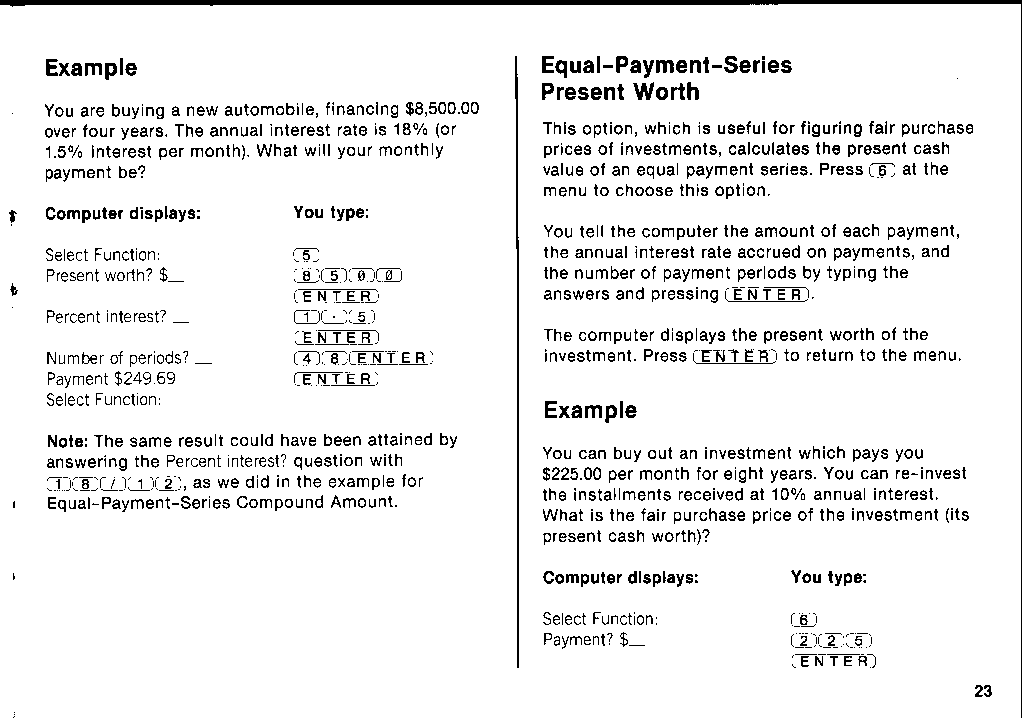 Example
You are buying a new automobile, financing $8,500.00
over four years. The annual interest rate is 18% (or
1.5% interest per month). What will your monthly
payment be?
Computer displays: You type:
Select Function: 5
Present worth? $_ 8 5 0 0
ENTER
Percent interest? _ 1 . 5
ENTER
Number of periods? _ 4 8 ENTER
Payment $249.69 ENTER
Select Function:
Note: The same result could have been attained by
answering the Percent interest? question with
1 8 / 1 2, as we did in the example for
Equal-Payment-Series Compound Amount.
Equal-Payment-Series
Present Worth
This option, which is useful for figuring fair purchase
prices of investments, calculates the present cash
value of an equal payment series. Press 6 at the
menu to choose this option.
You tell the computer the amount of each payment,
the annual interest rate accrued on payments, and
the number of payment periods by typing the
answers and pressing ENTER.
The computer displays the present worth of the
investment. Press ENTER to return to the menu.
Example
You can buy out an investment which pays you
$225.00 per month for eight years. You can re-invest
the installments received at 10% annual interest.
What is the fair purchase price of the investment (its
present cash worth)?
Computer displays: You type:
Select Function: 6
Payment? $_ 2 2 5
ENTER
23